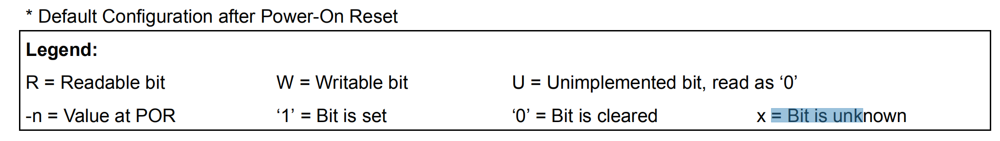 * Default Configuration after Power-On Reset
Legend:
R = Readable bit W = Writable bit U = Unimplemented bit, read as ‘0’
-n = Value at POR ‘1’ = Bit is set ‘0’ = Bit is cleared x = Bit is unknown